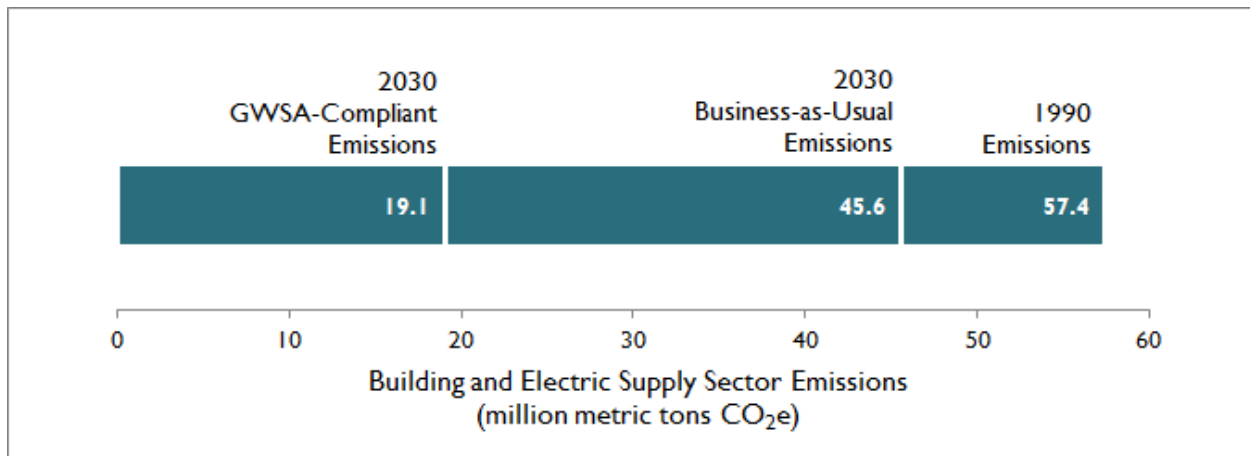 2030
GWSA-Compliant
Emissions
2030
Business-as-Usual
Emissions
1990
Emissions
19.1
45.6
57.4
0 10 20 30 40 50 60
Building and Electric Supply Sector Emissions
(million metric tons CO₂e)